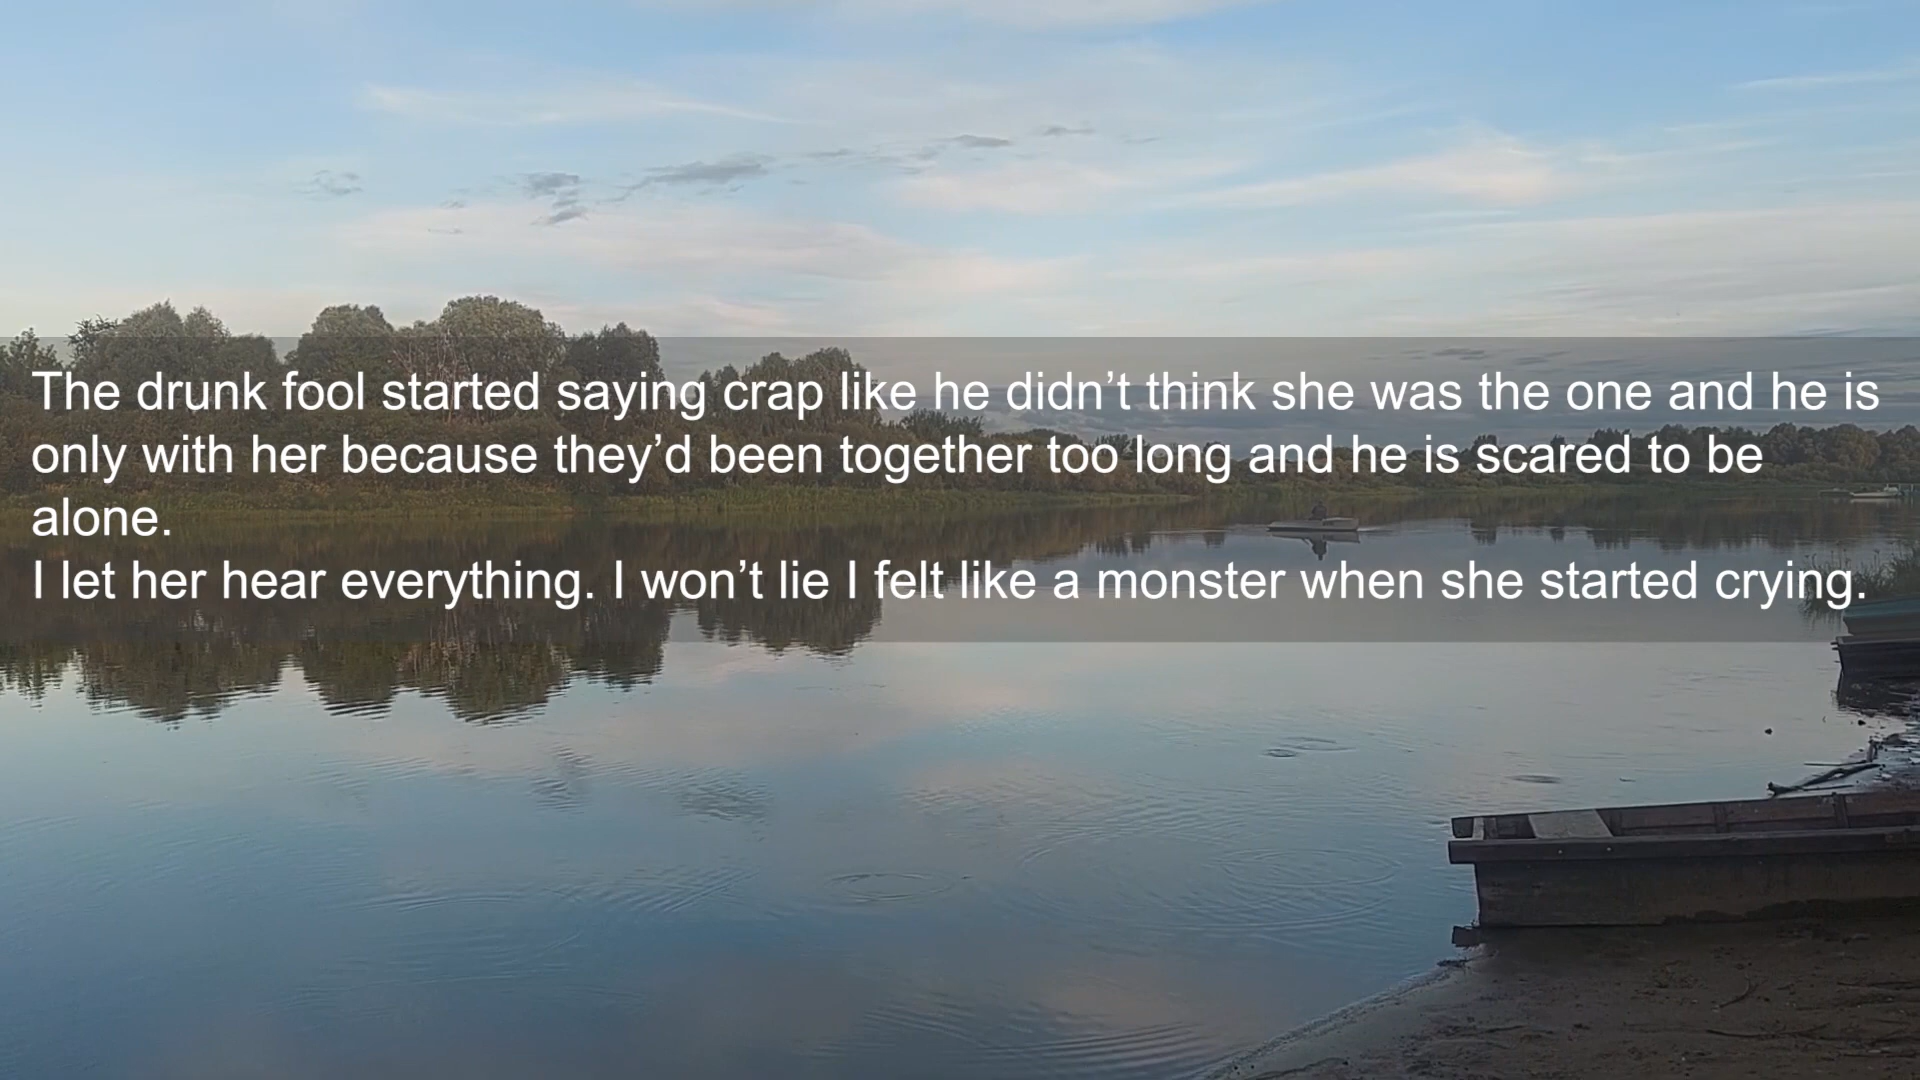 The drunk fool started saying crap like he didn’t think she was the one and he is
only with her because they’d been together too long and he is scared to be
alone.
I let her hear everything. I won’t lie I felt like a monster when she started crying.